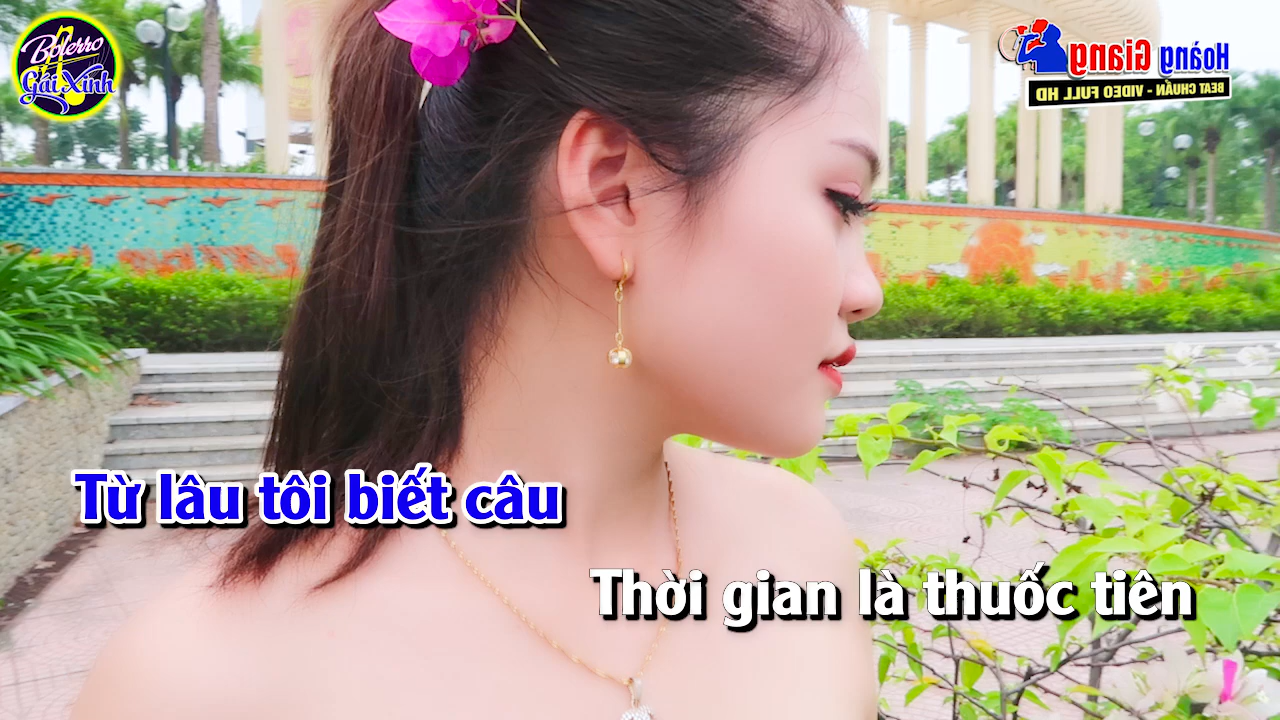 Bolerro
Gái Xinh
Hoáng Giang
BEAT CHUẨN - VIDEO FULL HD
Từ lâu tôi biết câu
Thời gian là thuốc tiên